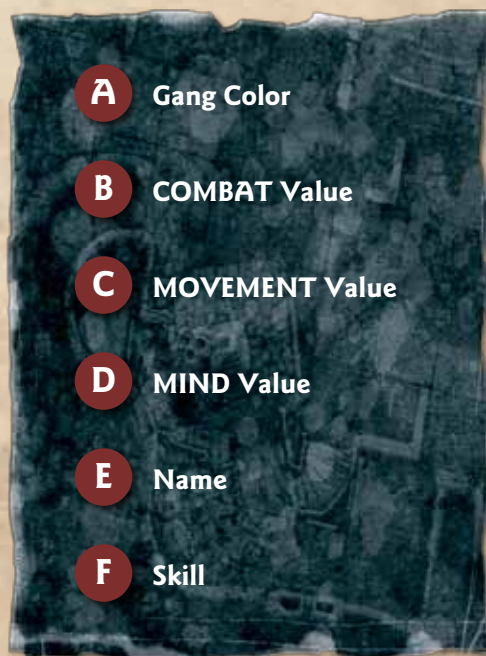 A Gang Color
B COMBAT Value
C MOVEMENT Value
D MIND Value
E Name
F Skill